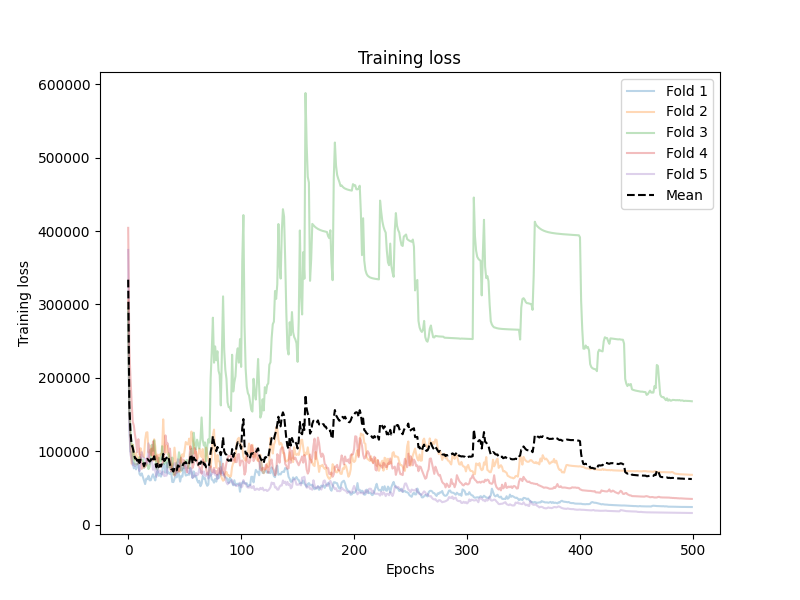 Training loss
600000
500000
400000
300000
200000
100000
0
Training loss
0
100
200
300
400
500
Epochs
Fold 1
Fold 2
Fold 3
Fold 4
Fold 5
Mean